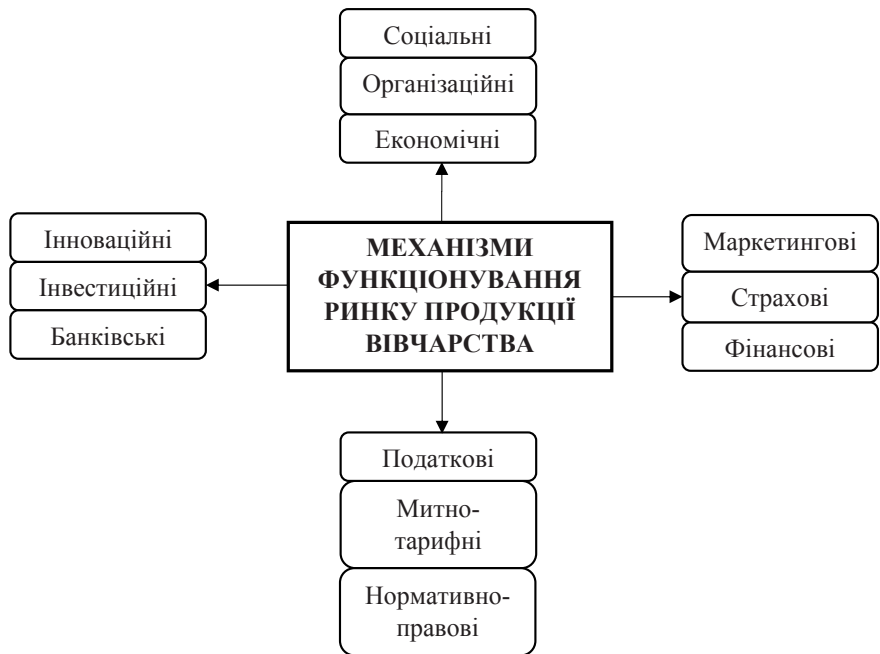 Соціальні
Організаційні
Економічні
Інноваційні
Інвестиційні
Банківські
МЕХАНІЗМИ
ФУНКЦІОНУВАННЯ
РИНКУ ПРОДУКЦІЇ
ВІВЧАРСТВА
Маркетингові
Страхові
Фінансові
Податкові
Митно-
тарифні
Нормативно-
правові